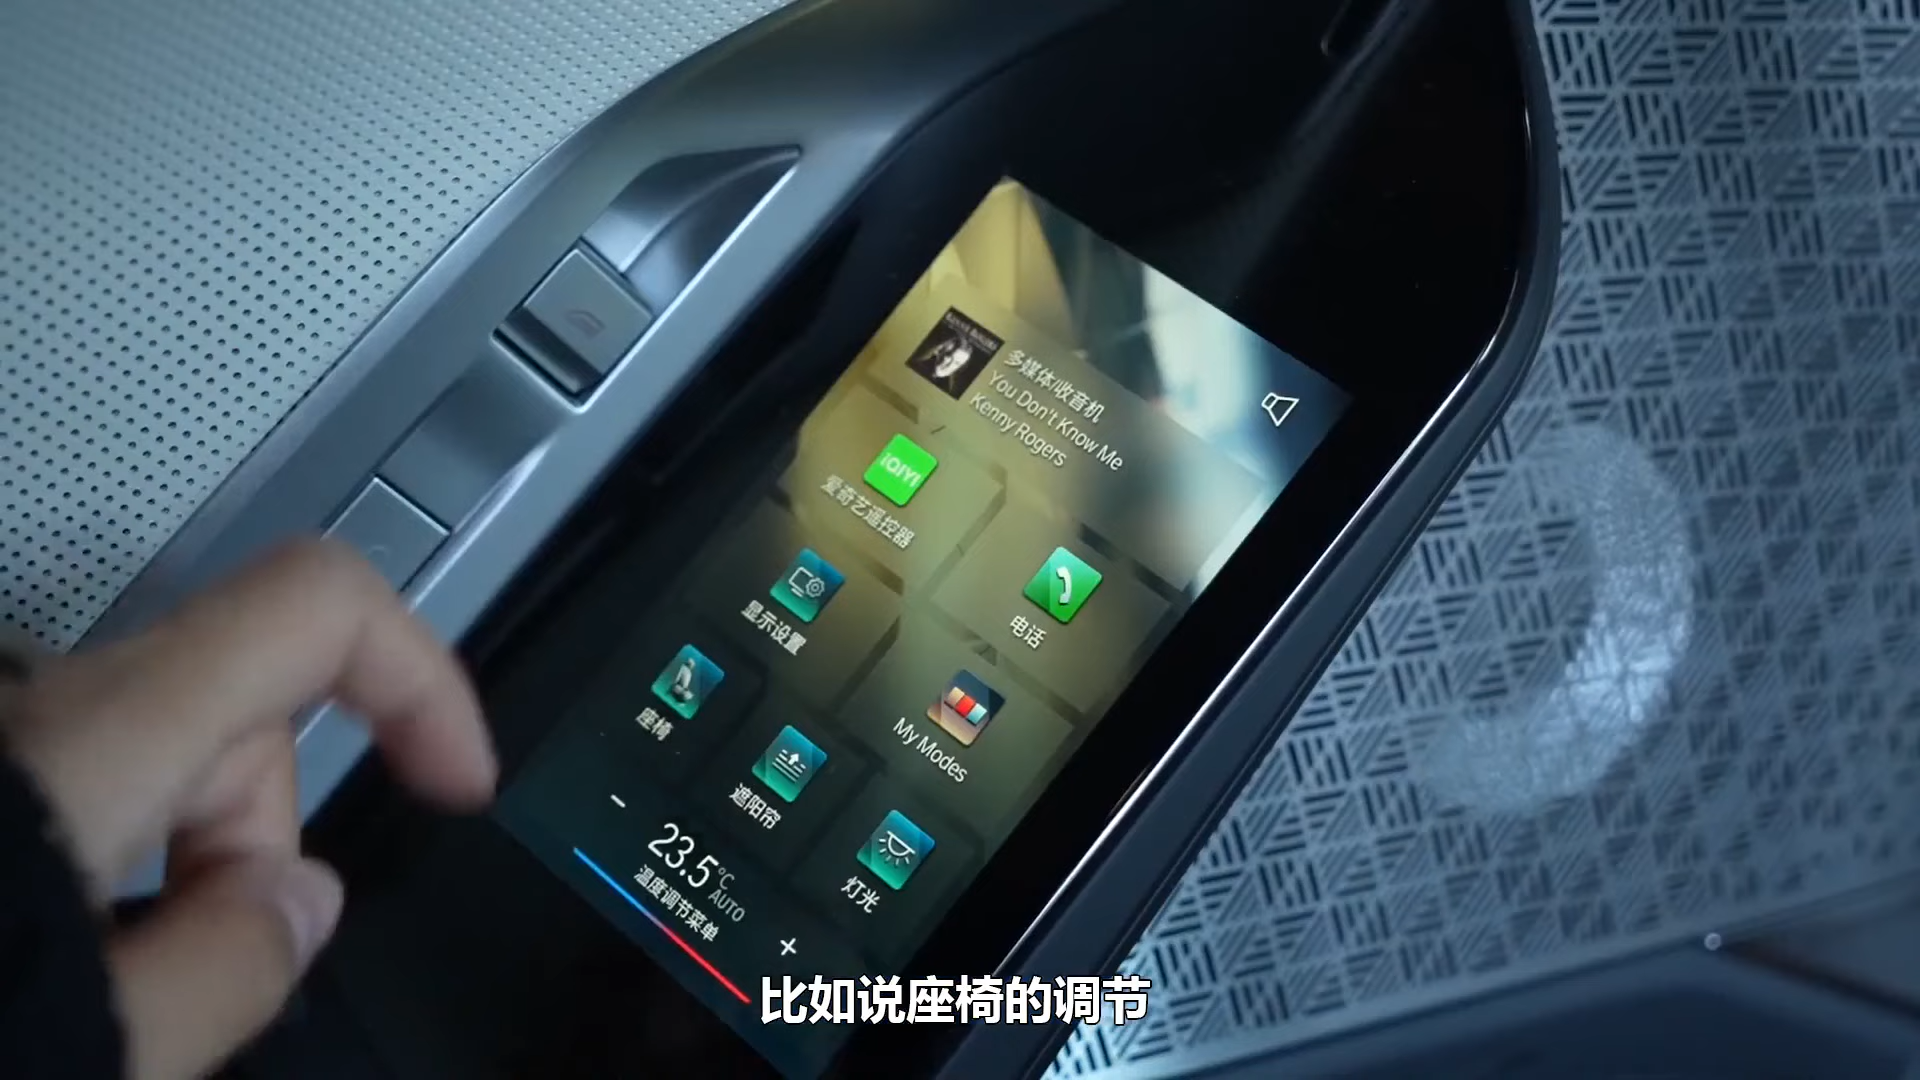 多媒体/收音机
You Don't Know Me
Kenny Rogers
iQIYI
爱奇艺遥控器
电话
显示设置
My Modes
座椅
遮阳帘
灯光
23.5°C
AUTO
温度调节菜单
比如说座椅的调节